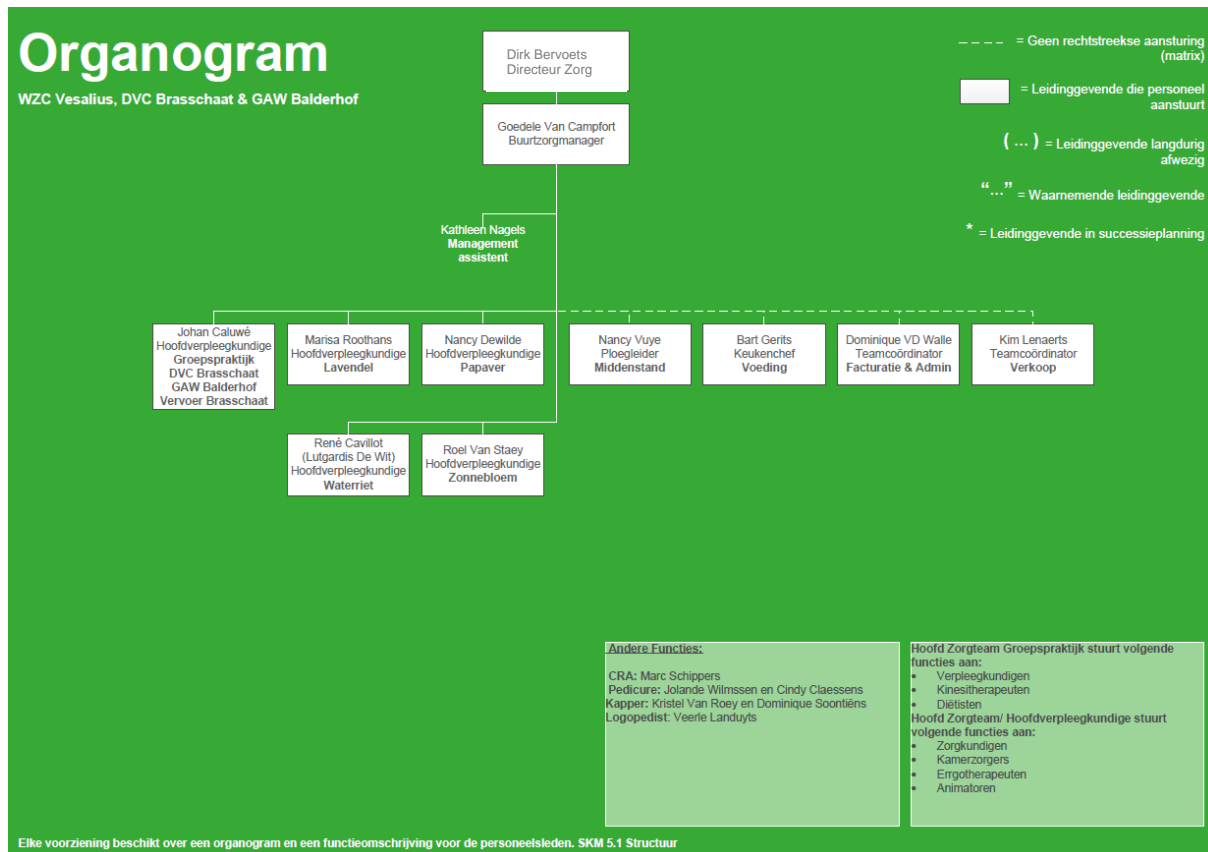 Organogram
WZC Vesalius, DVC Brasschaat & GAW Balderhof
Dirk Bervoets
Directeur Zorg
Goedele Van Campfort
Buurtzorgmanager
Kathleen Nagels
Management
assistent
– – – – = Geen rechtstreekse aansturing
(matrix)
= Leidinggevende die personeel
aanstuurt
(...) = Leidinggevende langdurig
afwezig
“...” = Waarnemende leidinggevende
* = Leidinggevende in successieplanning
Johan Caluwé
Hoofdverpleegkundige
Groepspraktijk
DVC Brasschaat
GAW Balderhof
Vervoer Brasschaat
Marisa Roothans
Hoofdverpleegkundige
Lavendel
Nancy Dewilde
Hoofdverpleegkundige
Papaver
Nancy Vuye
Ploegleider
Middenstand
Bart Gerits
Keukenchef
Voeding
Dominique VD Walle
Teamcoördinator
Facturatie & Admin
Kim Lenaerts
Teamcoördinator
Verkoop
René Cavillot
(Lutgardis De Wit)
Hoofdverpleegkundige
Waterriet
Roel Van Staey
Hoofdverpleegkundige
Zonnebloem
Andere Functies:
CRA: Marc Schippers
Pedicure: Jolande Wilmssen en Cindy Claessens
Kapper: Kristel Van Roey en Dominique Soontiëns
Logopedist: Veerle Landuyts
Hoofd Zorgteam Groepspraktijk stuurt volgende
functies aan:
• Verpleegkundigen
• Kinesitherapeuten
• Diëtisten
Hoofd Zorgteam/ Hoofdverpleegkundige stuurt
volgende functies aan:
• Zorgkundigen
• Kamerzorgers
• Errgotherapeuten
• Animatoren
Elke voorziening beschikt over een organogram en een functieomschrijving voor de personeelsleden. SKM 5.1 Structuur